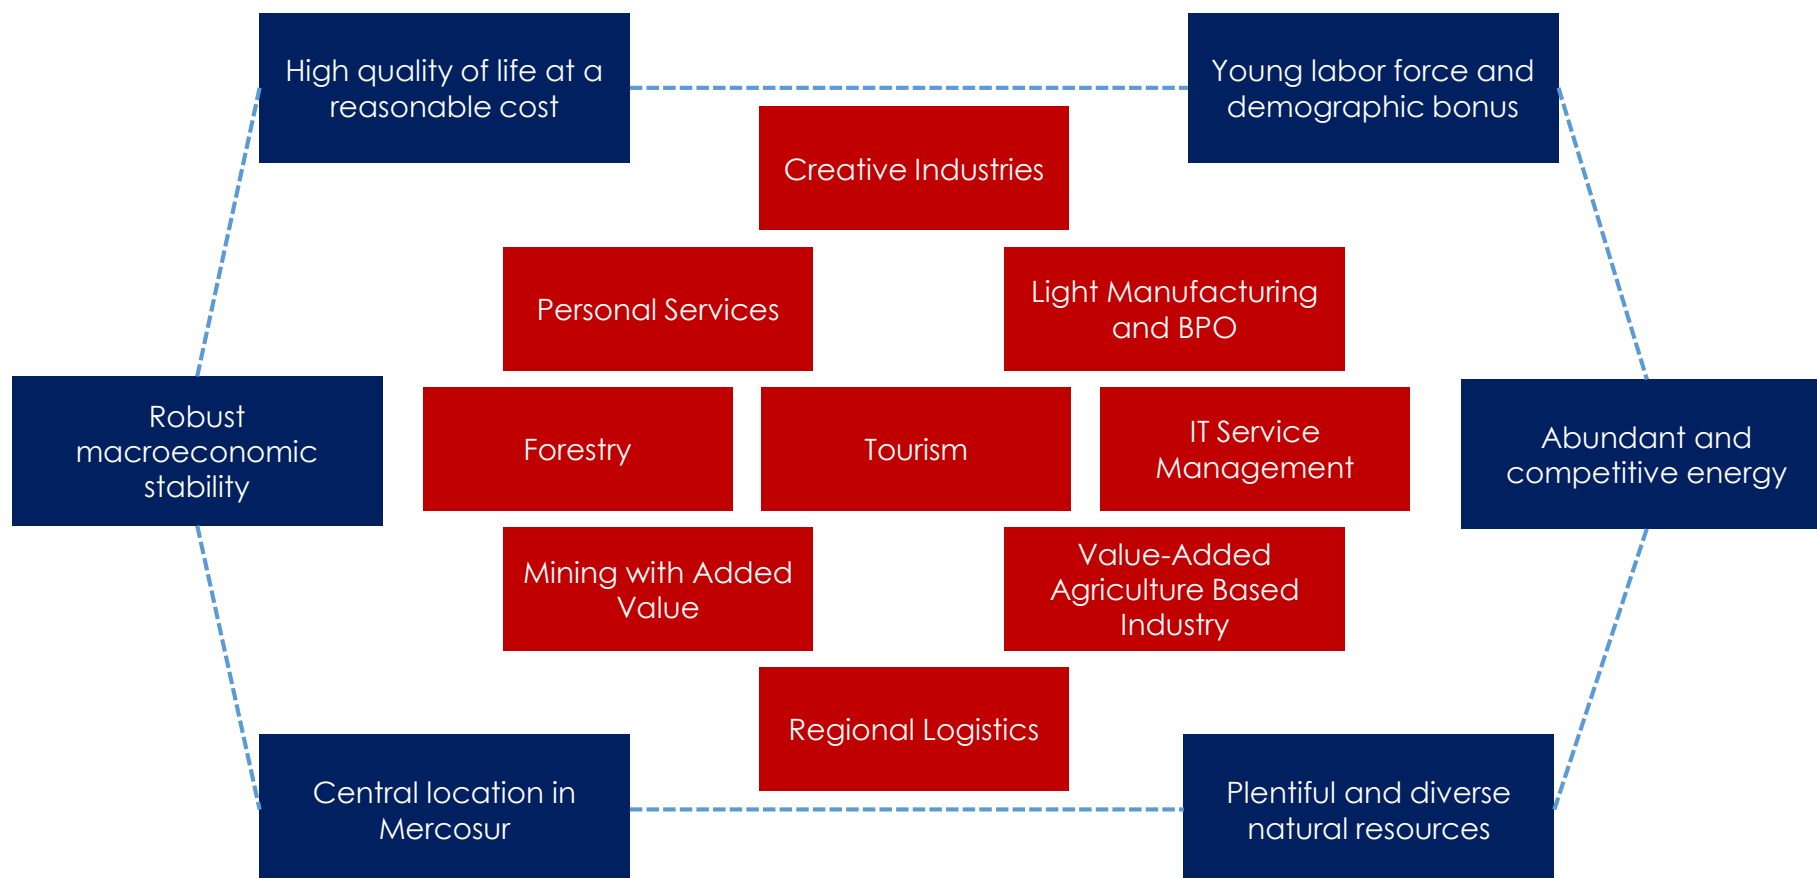 High quality of life at a
reasonable cost
Young labor force and
demographic bonus
Creative Industries
Personal Services
Light Manufacturing
and BPO
Robust
macroeconomic
stability
Forestry
Tourism
IT Service
Management
Abundant and
competitive energy
Mining with Added
Value
Value-Added
Agriculture Based
Industry
Regional Logistics
Central location in
Mercosur
Plentiful and diverse
natural resources